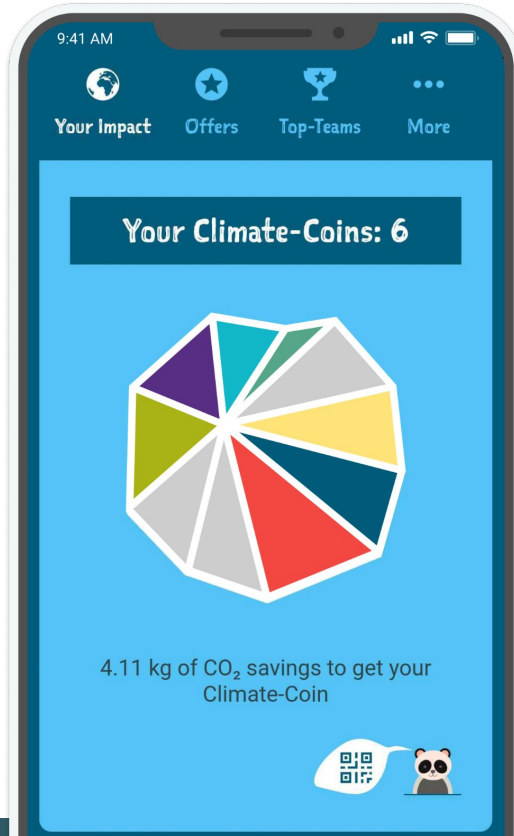 9:41 AM
Your Impact
Offers
Top-Teams
More
Your Climate-Coins: 6
4.11 kg of CO₂ savings to get your
Climate-Coin